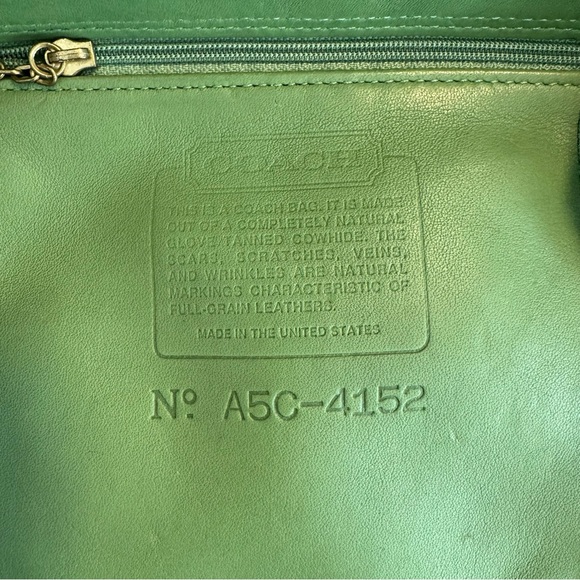 COACH
THIS IS A COACH BAG. IT IS MADE
OUT OF A COMPLETELY NATURAL
GLOVE TANNED COWHIDE. THE
SCARS, SCRATCHES, VEINS,
AND WRINKLES ARE NATURAL
MARKINGS CHARACTERISTIC OF
FULL-GRAIN LEATHERS.
MADE IN THE UNITED STATES
Nº A5C-4152